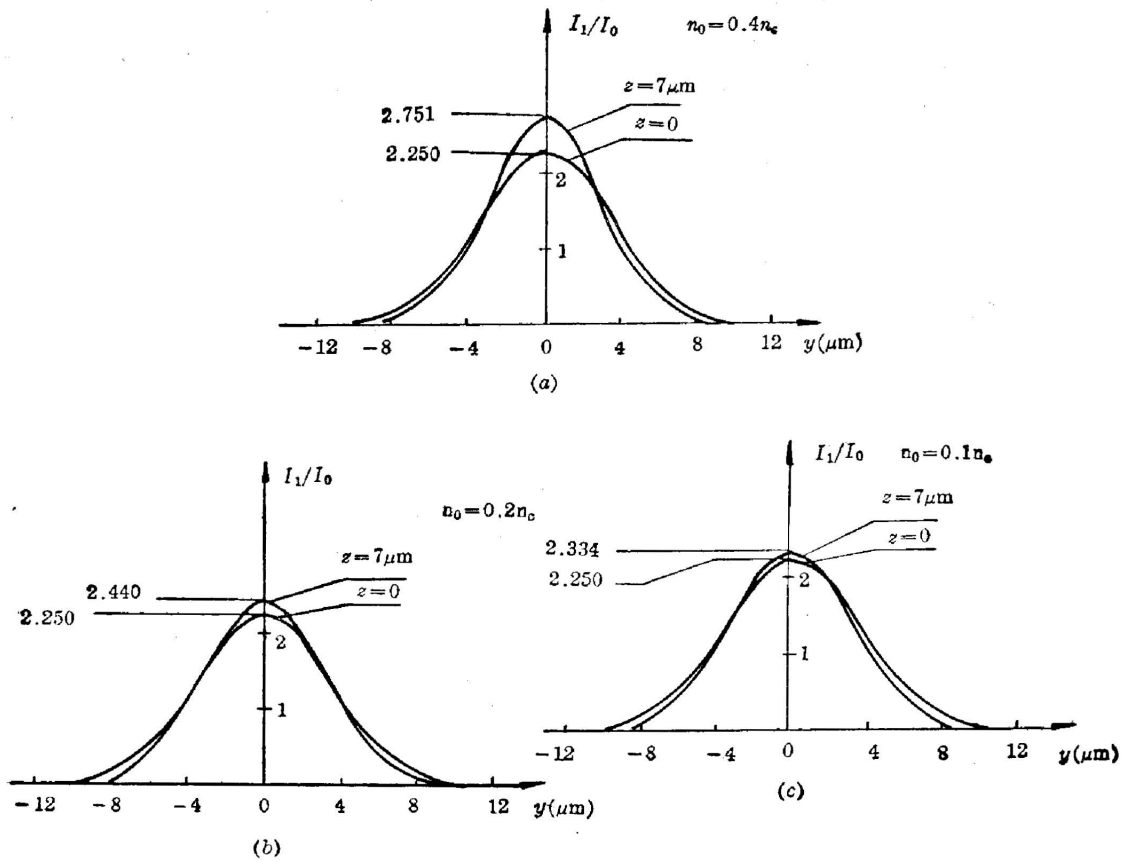 I₁/I₀ n₀=0.4n_c
z=7μm
2.751
z=0
2.250
2
1
-12 -8 -4 0 4 8 12 y(μm)
(a)
I₁/I₀
n₀=0.2n_c
z=7μm
2.440
z=0
2.250
2
1
-12 -8 -4 0 4 8 12 y(μm)
(b)
I₁/I₀ n₀=0.1n_c
z=7μm
2.334
z=0
2.250
2
1
-12 -8 -4 0 4 8 12 y(μm)
(c)